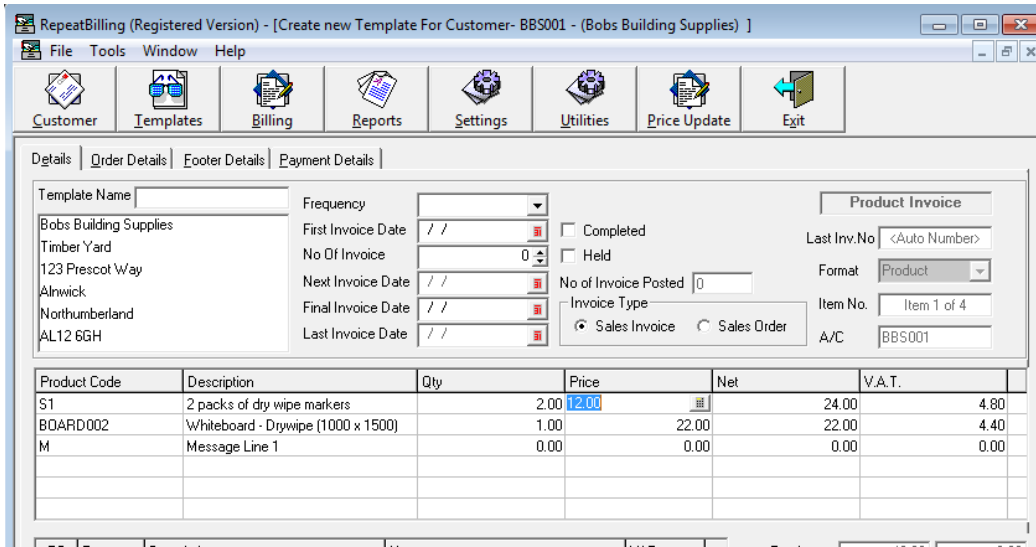 RepeatBilling (Registered Version) - [Create new Template For Customer- BBS001 - (Bobs Building Supplies) ]
File Tools Window Help
Customer Templates Billing Reports Settings Utilities Price Update Exit
Details Order Details Footer Details Payment Details
Template Name
Bobs Building Supplies
Timber Yard
123 Prescot Way
Alnwick
Northumberland
AL12 6GH
Frequency
First Invoice Date / /
No Of Invoice 0
Next Invoice Date / /
Final Invoice Date / /
Last Invoice Date / /
Completed
Held
No of Invoice Posted 0
Invoice Type
Sales Invoice Sales Order
Product Invoice
Last Inv.No <Auto Number>
Format Product
Item No. Item 1 of 4
A/C BBS001
Product Code Description Qty Price Net V.A.T.
S1 2 packs of dry wipe markers 2.00 12.00 24.00 4.80
BOARD002 Whiteboard - Drywipe (1000 x 1500) 1.00 22.00 22.00 4.40
M Message Line 1 0.00 0.00 0.00 0.00